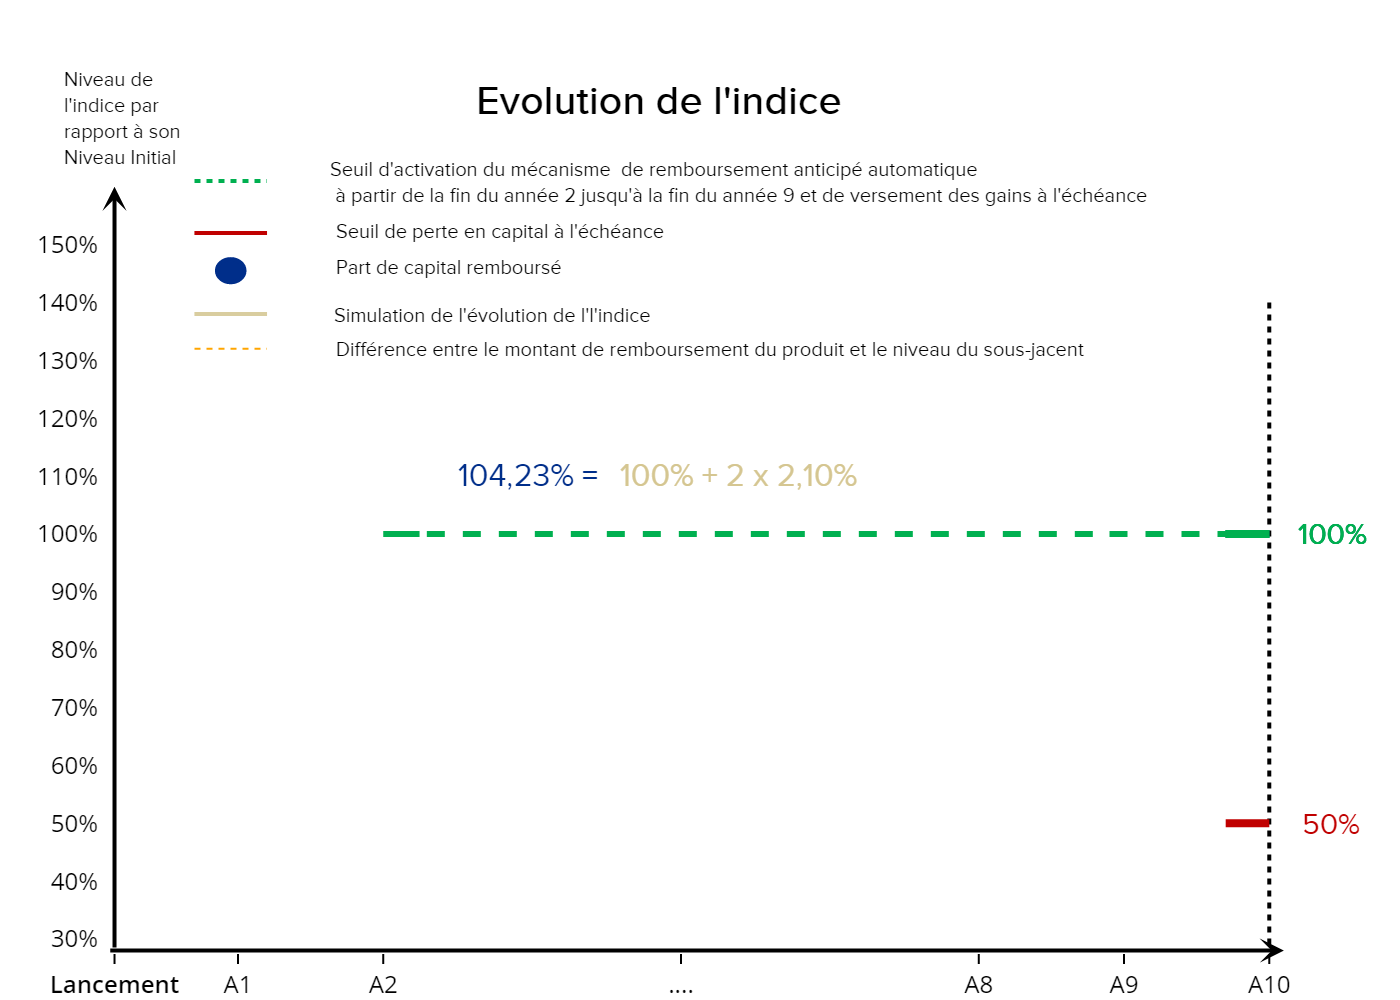 Niveau de
l'indice par
rapport à son
Niveau Initial
Evolution de l'indice
Seuil d'activation du mécanisme  de remboursement anticipé automatique
à partir de la fin du année 2 jusqu'à la fin du année 9 et de versement des gains à l'échéance
Seuil de perte en capital à l'échéance
Part de capital remboursé
Simulation de l'évolution de l'l'indice
Différence entre le montant de remboursement du produit et le niveau du sous-jacent
150%
140%
130%
120%
110%
100%
90%
80%
70%
60%
50%
40%
30%
104,23% = 100% + 2 x 2,10%
100%
50%
Lancement A1 A2 .... A8 A9 A10